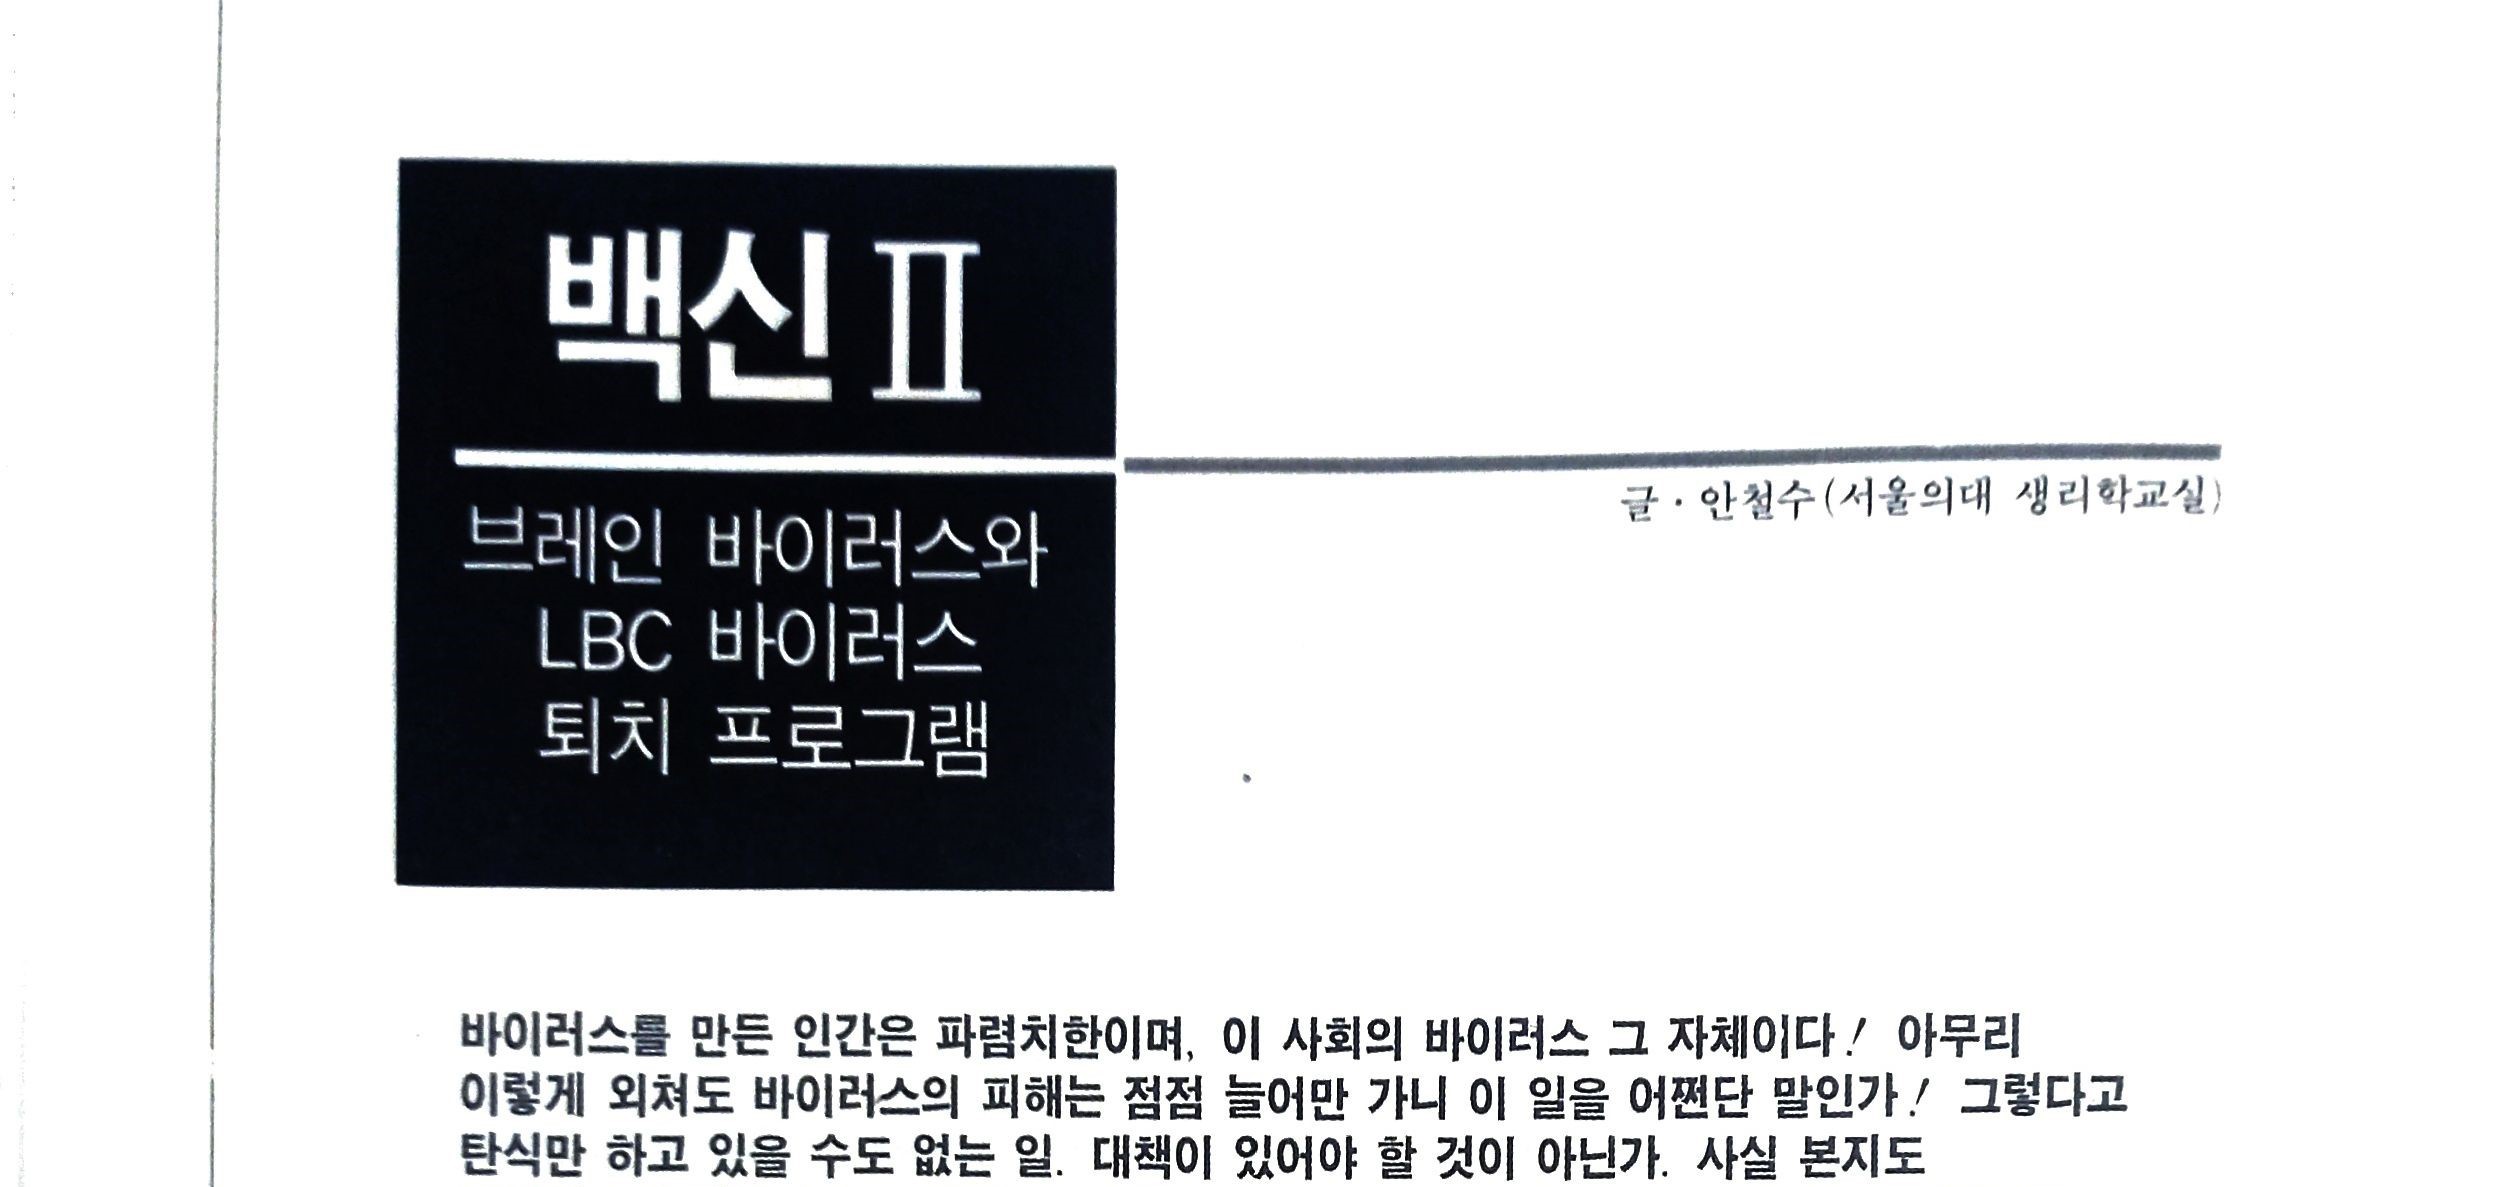 백신 Ⅱ
브레인 바이러스와
LBC 바이러스
퇴치 프로그램
글·안철수(서울의대 생리학교실)
바이러스를 만든 인간은 파렴치한이며, 이 사회의 바이러스 그 자체이다! 아무리
이렇게 외쳐도 바이러스의 피해는 점점 늘어만 가니 이 일을 어쩐단 말인가! 그렇다고
탄식만 하고 있을 수도 없는 일. 대책이 있어야 할 것이 아닌가. 사실 본지도